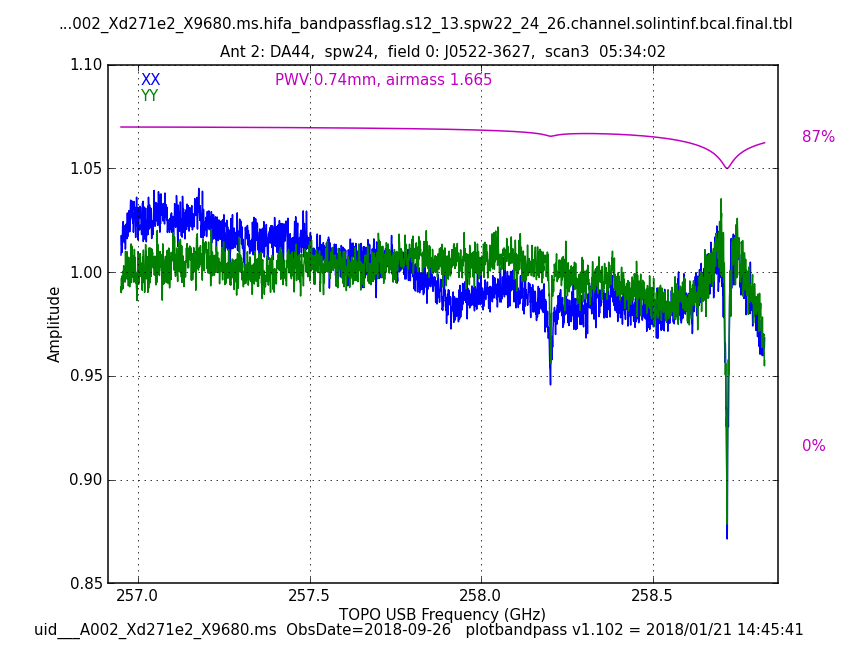 ...002_Xd271e2_X9680.ms.hifa_bandpassflag.s12_13.spw22_24_26.channel.solintinf.bcal.final.tbl
Ant 2: DA44,  spw24,  field 0: J0522-3627,  scan3  05:34:02
XX
YY
PWV 0.74mm, airmass 1.665
87%
0%
1.10
1.05
1.00
0.95
0.90
0.85
Amplitude
257.0 257.5 258.0 258.5
TOPO USB Frequency (GHz)
uid___A002_Xd271e2_X9680.ms  ObsDate=2018-09-26   plotbandpass v1.102 = 2018/01/21 14:45:41